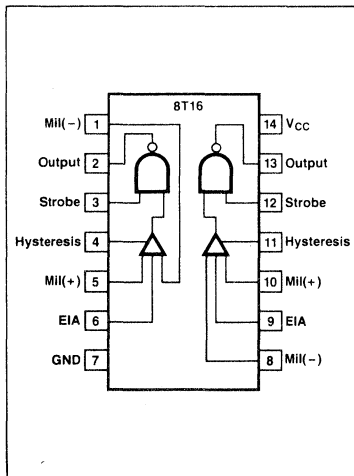 8T16
Mil(−) 1
Output 2
Strobe 3
Hysteresis 4
Mil(+) 5
EIA 6
GND 7
14 VCC
13 Output
12 Strobe
11 Hysteresis
10 Mil(+)
9 EIA
8 Mil(−)